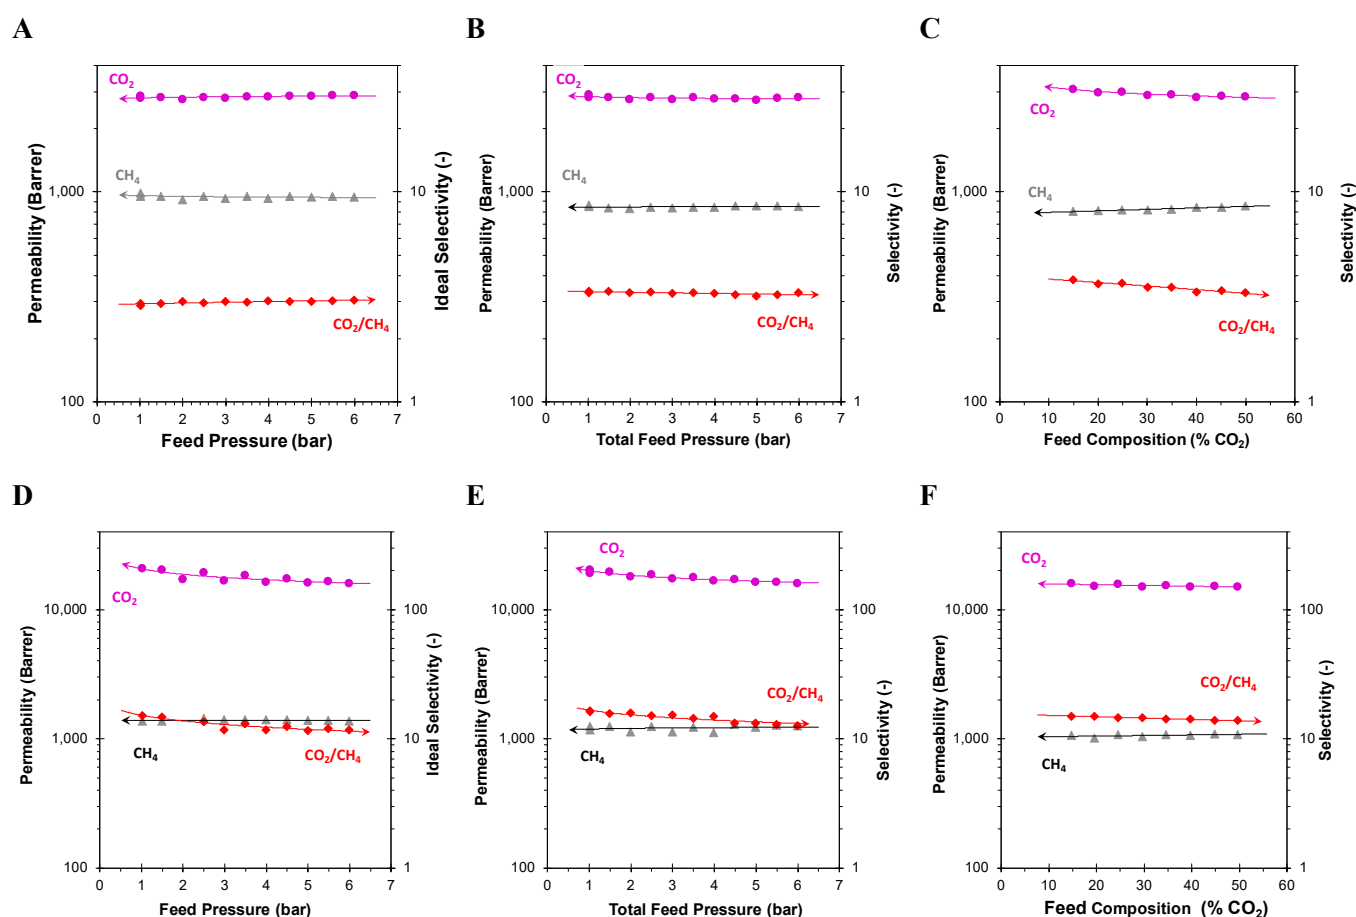 A
CO2
CH4
CO2/CH4
1,000
100
10
1
0 1 2 3 4 5 6 7
Permeability (Barrer)
Ideal Selectivity (-)
Feed Pressure (bar)
B
CO2
CH4
CO2/CH4
1,000
100
10
1
0 1 2 3 4 5 6 7
Permeability (Barrer)
Selectivity (-)
Total Feed Pressure (bar)
C
CO2
CH4
CO2/CH4
1,000
100
10
1
0 10 20 30 40 50 60
Permeability (Barrer)
Selectivity (-)
Feed Composition (% CO2)
D
CO2
CH4
CO2/CH4
10,000
1,000
100
100
10
1
0 1 2 3 4 5 6 7
Permeability (Barrer)
Ideal Selectivity (-)
Feed Pressure (bar)
E
CO2
CO2/CH4
CH4
10,000
1,000
100
100
10
1
0 1 2 3 4 5 6 7
Permeability (Barrer)
Selectivity (-)
Total Feed Pressure (bar)
F
CO2
CO2/CH4
CH4
10,000
1,000
100
100
10
1
0 10 20 30 40 50 60
Permeability (Barrer)
Selectivity (-)
Feed Composition (% CO2)